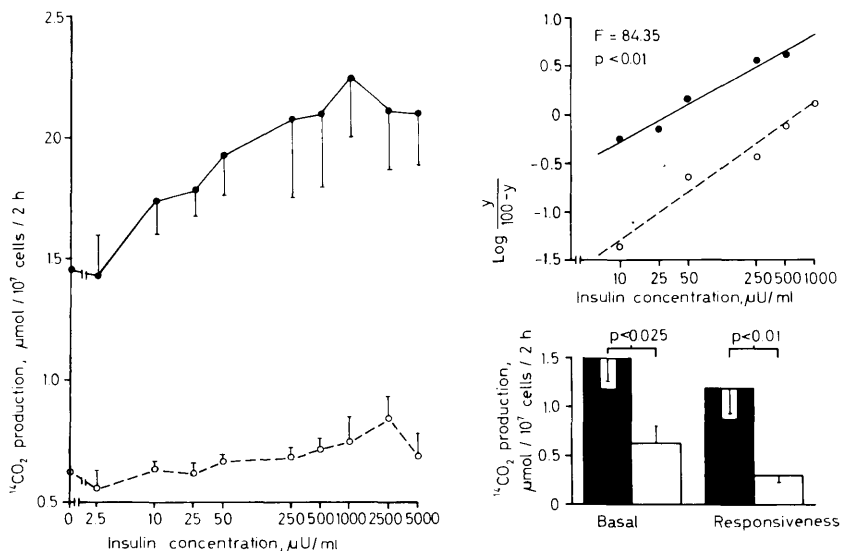 ¹⁴CO₂ production, μmol / 10⁷ cells / 2 h
2.5
2.0
1.5
1.0
0.5
0 2.5 10 25 50 250 500 1000 2500 5000
Insulin concentration, μU/ml
F = 84.35
p <0.01
Log y/100-y
1.0
0.5
0
-0.5
-1.0
-1.5
10 25 50 250 500 1000
Insulin concentration, μU/ml
p<0.025
p<0.01
¹⁴CO₂ production,
μmol / 10⁷ cells / 2 h
1.5
1.0
0.5
0
Basal
Responsiveness